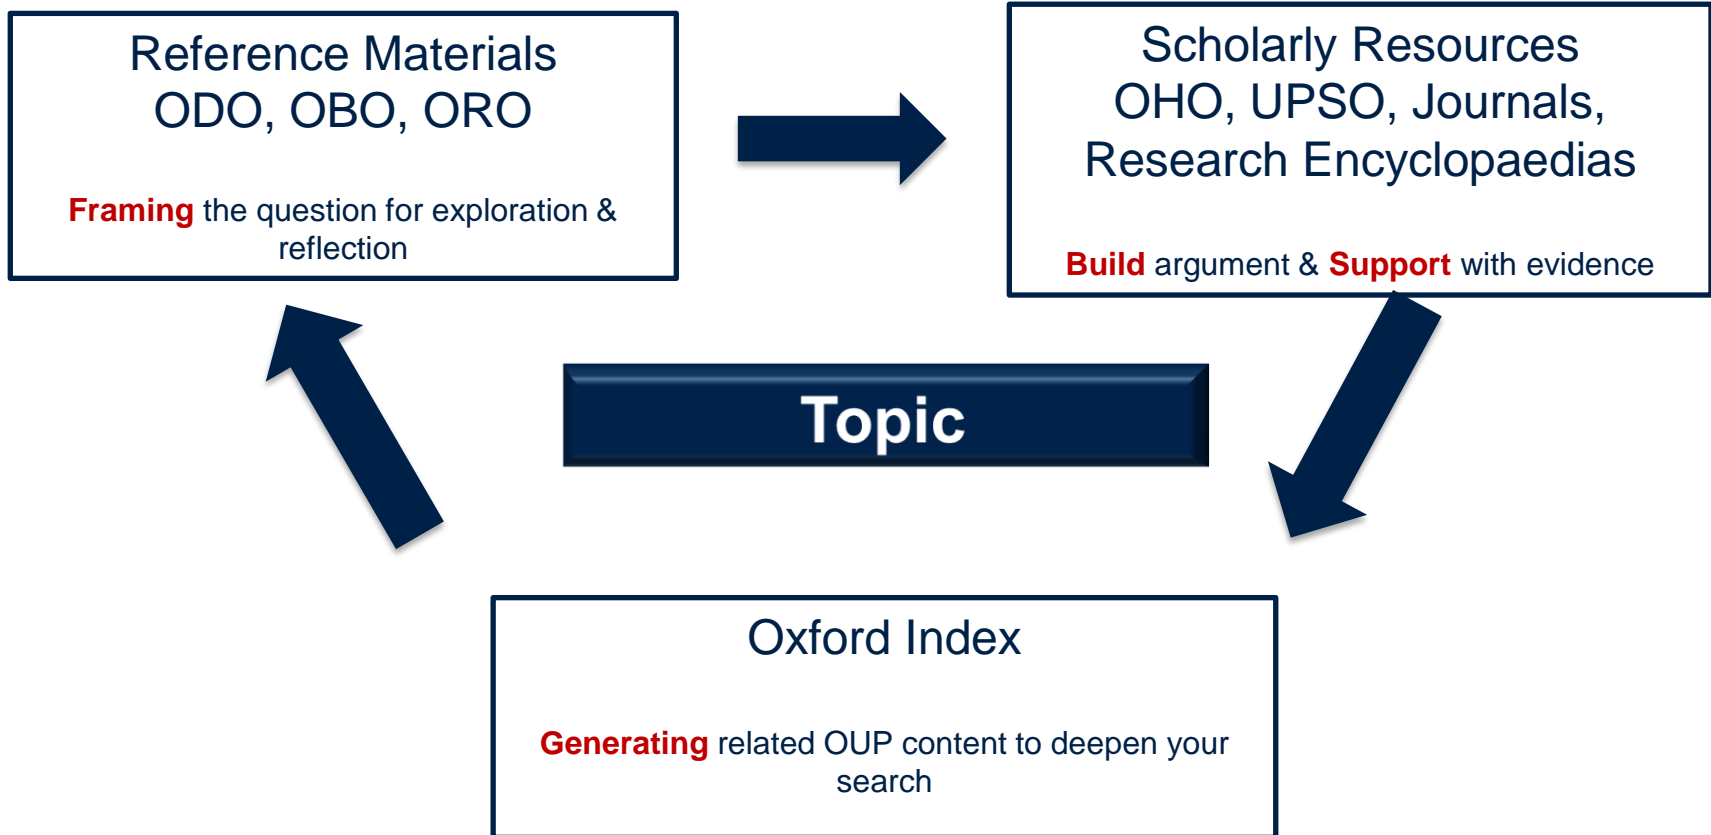 Reference Materials
ODO, OBO, ORO
Framing the question for exploration &
reflection
Scholarly Resources
OHO, UPSO, Journals,
Research Encyclopaedias
Build argument & Support with evidence
Topic
Oxford Index
Generating related OUP content to deepen your
search